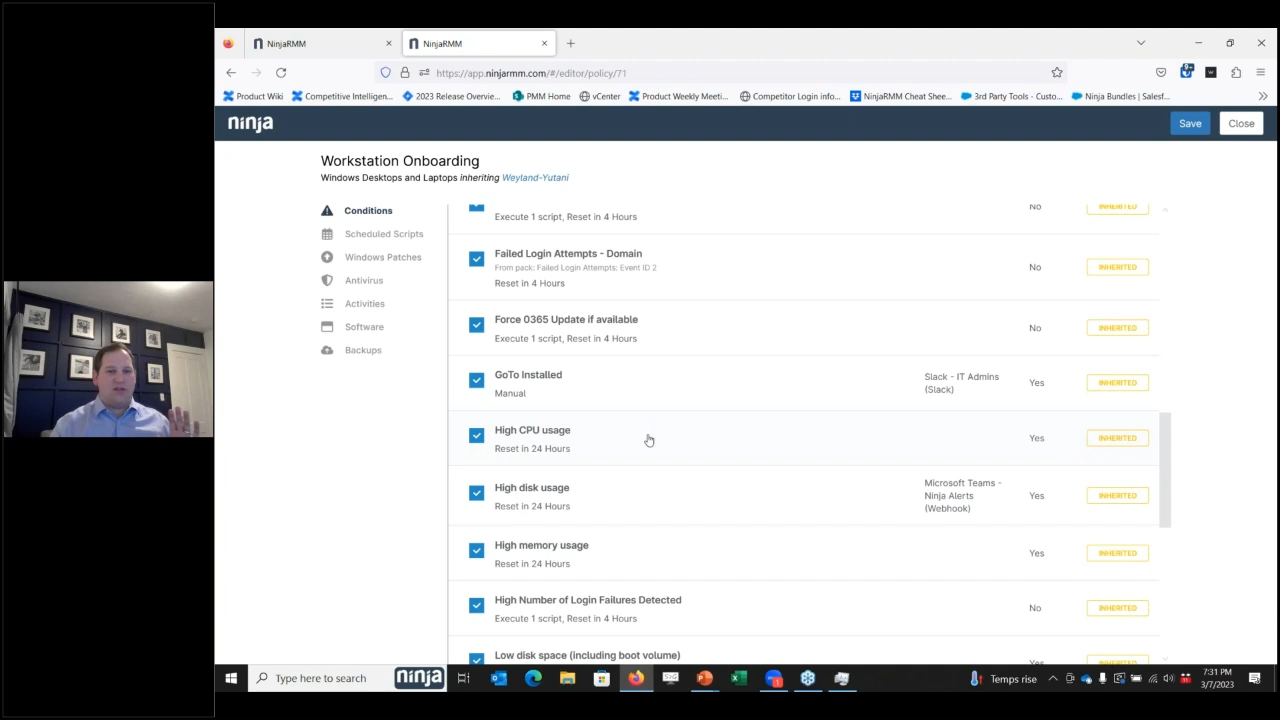 NinjaRMM
NinjaRMM
https://app.ninjarmm.com/#/editor/policy/71
9+
Product Wiki
Competitive Intelligen...
2023 Release Overvie...
PMM Home
vCenter
Product Weekly Meeti...
Competitor Login info...
NinjaRMM Cheat Shee...
3rd Party Tools - Custo...
Ninja Bundles | Salesf...
ninja
Save
Close
Workstation Onboarding
Windows Desktops and Laptops inheriting Weyland-Yutani
Conditions
Scheduled Scripts
Windows Patches
Antivirus
Activities
Software
Backups
Execute 1 script, Reset in 4 Hours
No
INHERITED
Failed Login Attempts - Domain
From pack: Failed Login Attempts: Event ID 2
Reset in 4 Hours
No
INHERITED
Force 0365 Update if available
Execute 1 script, Reset in 4 Hours
No
INHERITED
GoTo Installed
Manual
Slack - IT Admins
(Slack)
Yes
INHERITED
High CPU usage
Reset in 24 Hours
Yes
INHERITED
High disk usage
Reset in 24 Hours
Microsoft Teams -
Ninja Alerts
(Webhook)
Yes
INHERITED
High memory usage
Reset in 24 Hours
Yes
INHERITED
High Number of Login Failures Detected
Execute 1 script, Reset in 4 Hours
No
INHERITED
Low disk space (including boot volume)
Yes
INHERITED
Type here to search
ninja
Temps rise
7:31 PM
3/7/2023